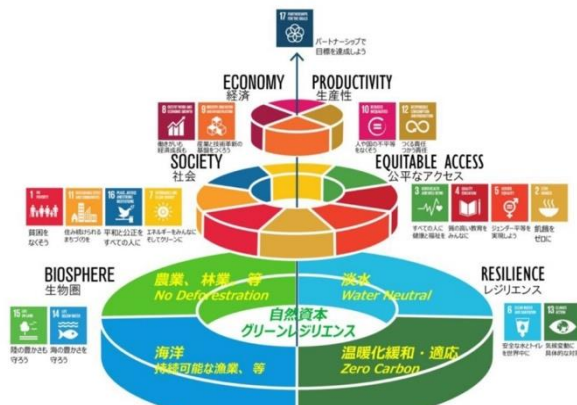 17 PARTNERSHIPS FOR THE GOALS
パートナーシップで
目標を達成しよう
ECONOMY
経済
PRODUCTIVITY
生産性
8
9
10
12
働きがいも
経済成長も
産業と技術革新の
基盤をつくろう
人や国の不平等
をなくそう
つくる責任
つかう責任
SOCIETY
社会
EQUITABLE ACCESS
公平なアクセス
1
11
16
7
3
4
5
2
貧困を
なくそう
住み続けられる
まちづくりを
平和と公正を
すべての人に
エネルギーをみんなに
そしてクリーンに
すべての人に
健康と福祉を
質の高い教育を
みんなに
ジェンダー平等を
実現しよう
飢餓を
ゼロに
BIOSPHERE
生物圏
RESILIENCE
レジリエンス
15
14
6
13
陸の豊かさも
守ろう
海の豊かさを
守ろう
安全な水とトイレ
を世界中に
気候変動に
具体的な対
農業、林業 等
No Deforestration
淡水
Water Neutral
自然資本
グリーンレジリエンス
海洋
持続可能な漁業、等
温暖化緩和・適応
Zero Carbon